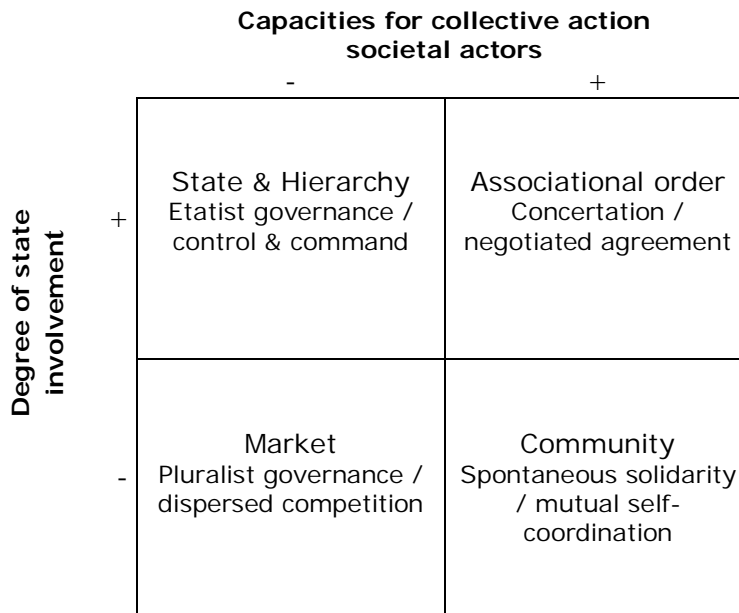 Capacities for collective action
societal actors
- +
Degree of state
involvement
+
State & Hierarchy
Etatist governance /
control & command
Associational order
Concertation /
negotiated agreement
-
Market
Pluralist governance /
dispersed competition
Community
Spontaneous solidarity
/ mutual self-
coordination